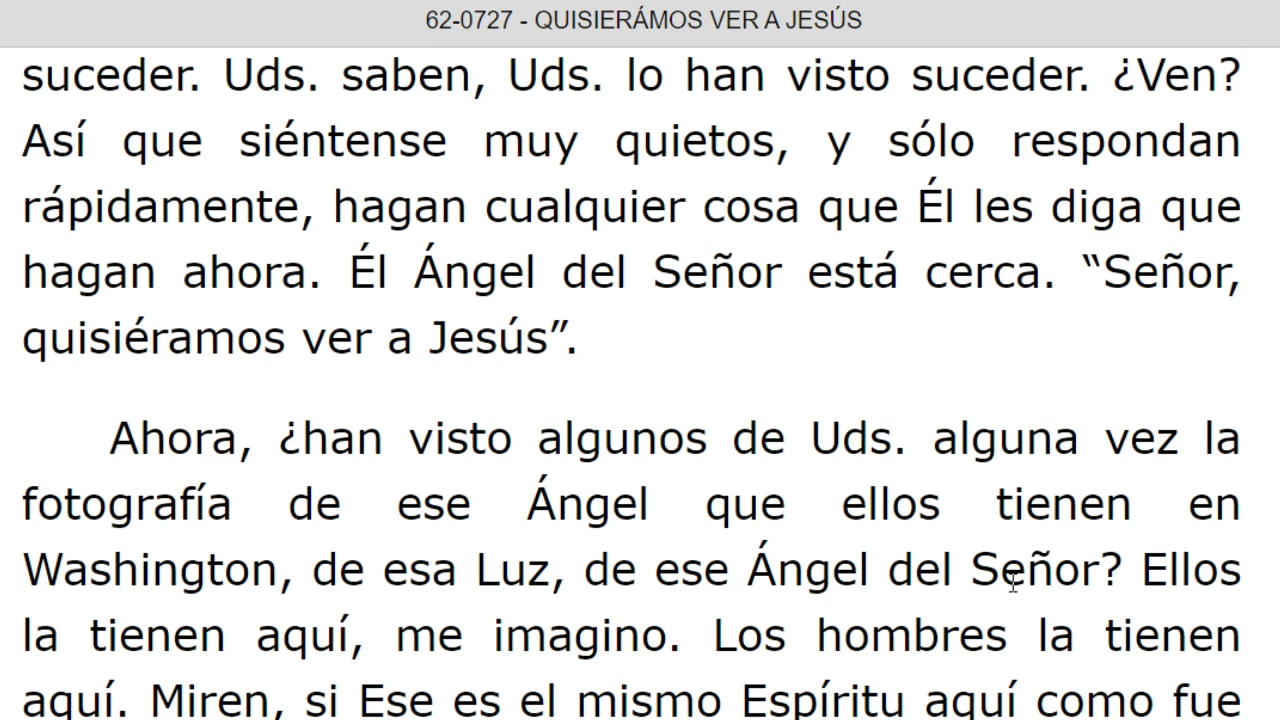 62-0727 - QUISIERÁMOS VER A JESÚS
suceder. Uds. saben, Uds. lo han visto suceder. ¿Ven?
Así que siéntense muy quietos, y sólo respondan
rápidamente, hagan cualquier cosa que Él les diga que
hagan ahora. Él Ángel del Señor está cerca. “Señor,
quisiéramos ver a Jesús”.
Ahora, ¿han visto algunos de Uds. alguna vez la
fotografía de ese Ángel que ellos tienen en
Washington, de esa Luz, de ese Ángel del Señor? Ellos
la tienen aquí, me imagino. Los hombres la tienen
aquí. Miren, si Ese es el mismo Espíritu aquí como fue